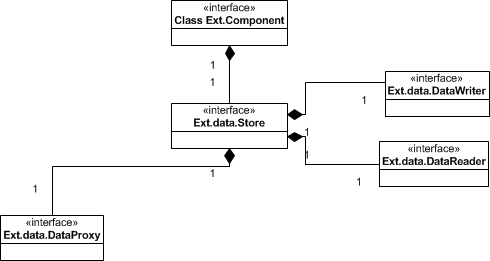 «interface»
Class Ext.Component
1
1
«interface»
Ext.data.Store
1
1
1
«interface»
Ext.data.DataWriter
1
«interface»
Ext.data.DataReader
1
1
«interface»
Ext.data.DataProxy